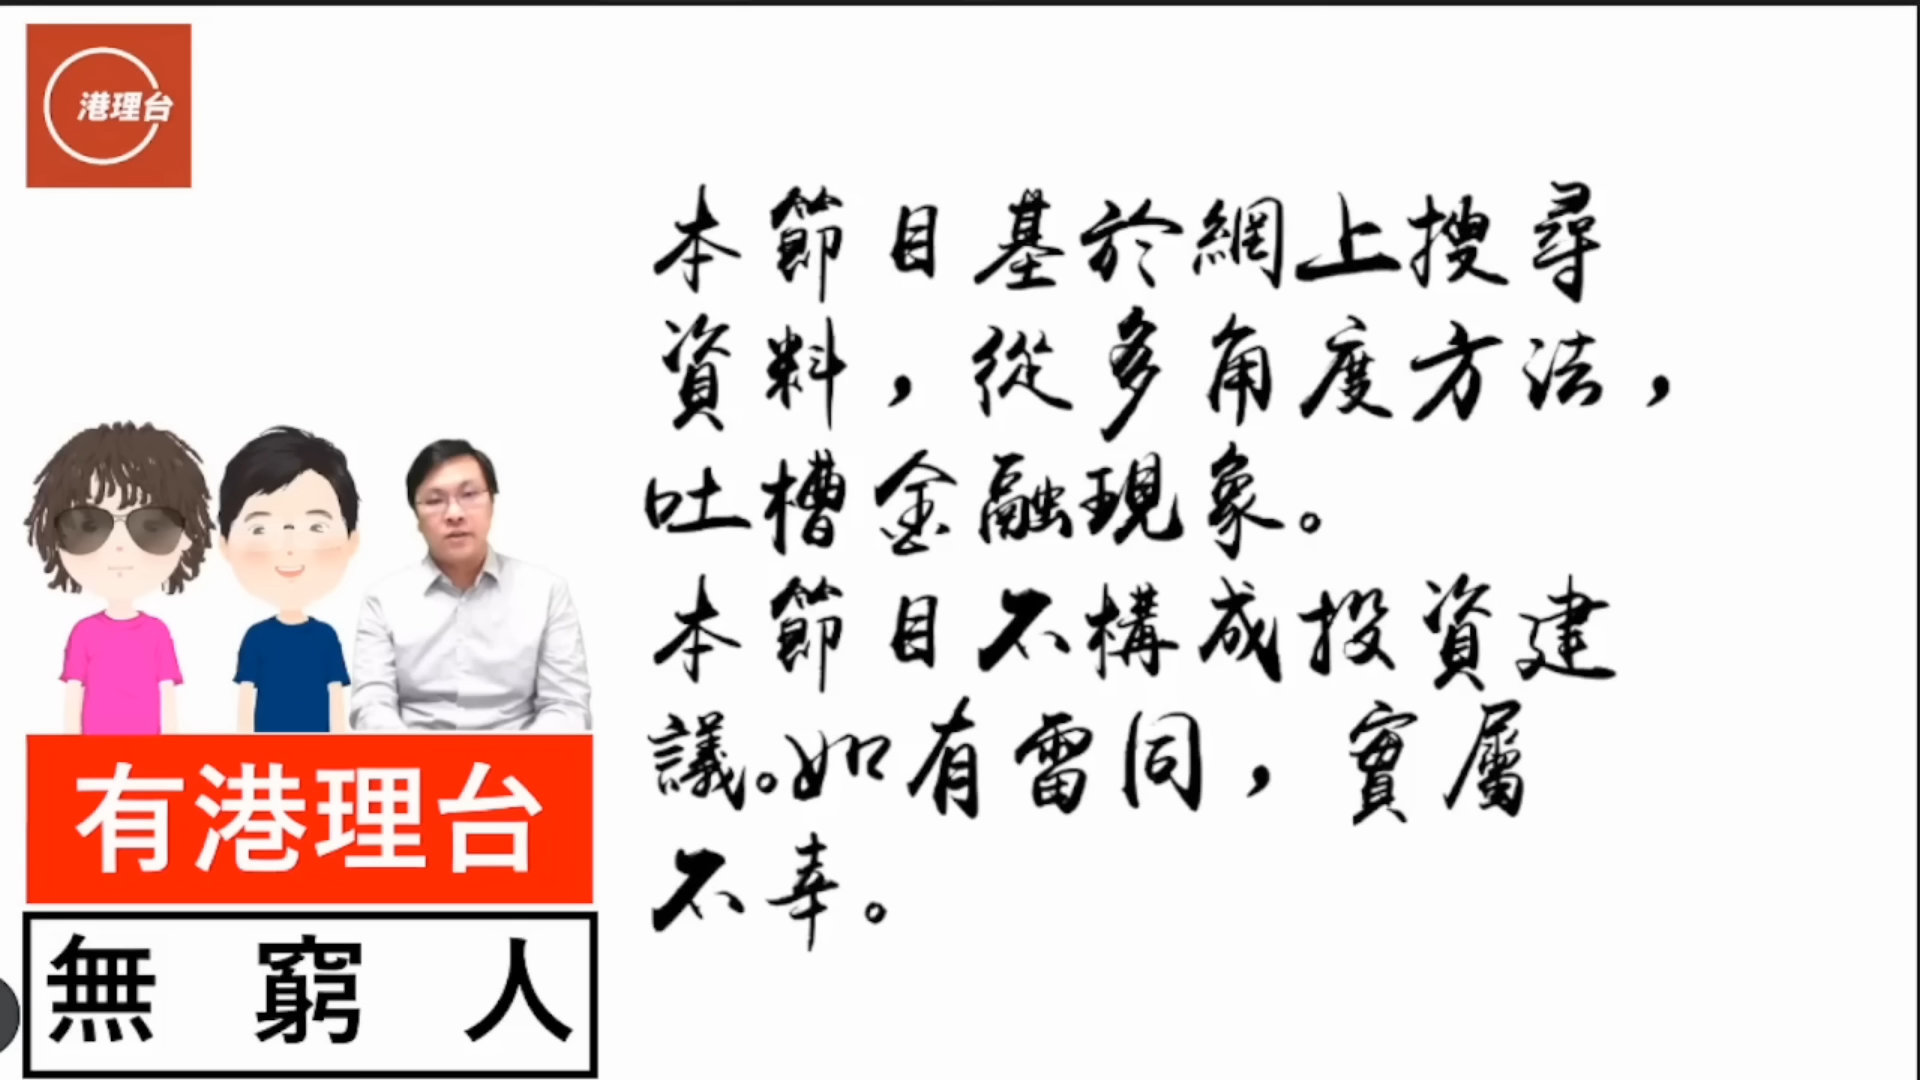 港理台
本節目基於網上搜尋
資料，從多角度方法，
吐槽金融現象。
本節目不構成投資建
議。如有雷同，實屬
不幸。
有港理台
無窮人